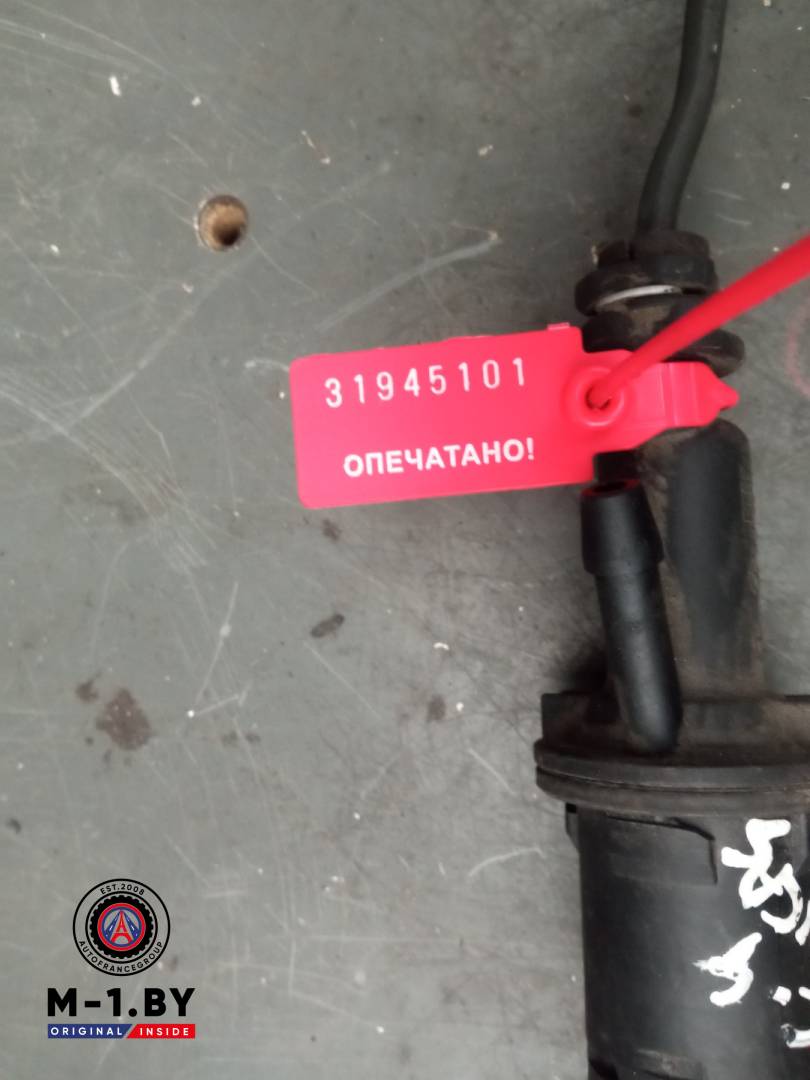 31945101
ОПЕЧАТАНО!
EST.2008
AUTOFRANCEGROUP
M-1.BY
ORIGINAL INSIDE